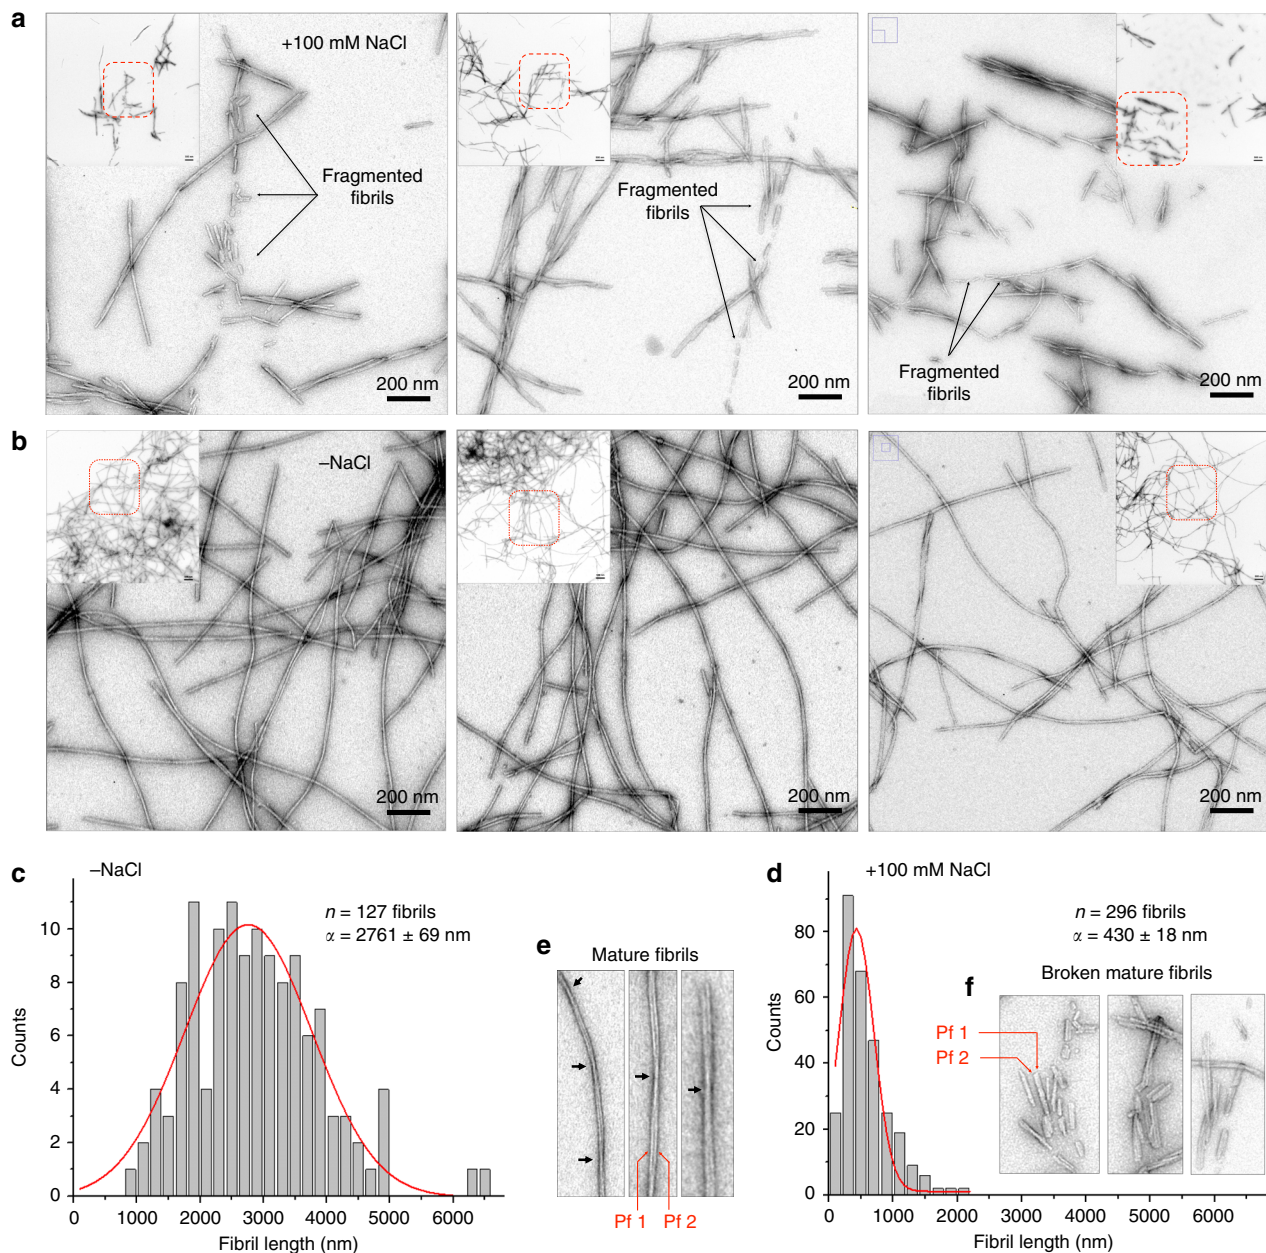 a
+100 mM NaCl
Fragmented
fibrils
200 nm
Fragmented
fibrils
200 nm
Fragmented
fibrils
200 nm
b
–NaCl
200 nm
200 nm
200 nm
c
–NaCl
n = 127 fibrils
α = 2761 ± 69 nm
Counts
10
8
6
4
2
0
0
1000
2000
3000
4000
5000
6000
Fibril length (nm)
e
Mature fibrils
Pf 1
Pf 2
d
+100 mM NaCl
n = 296 fibrils
α = 430 ± 18 nm
Counts
80
60
40
20
0
0
1000
2000
3000
4000
5000
6000
Fibril length (nm)
f
Broken mature fibrils
Pf 1
Pf 2